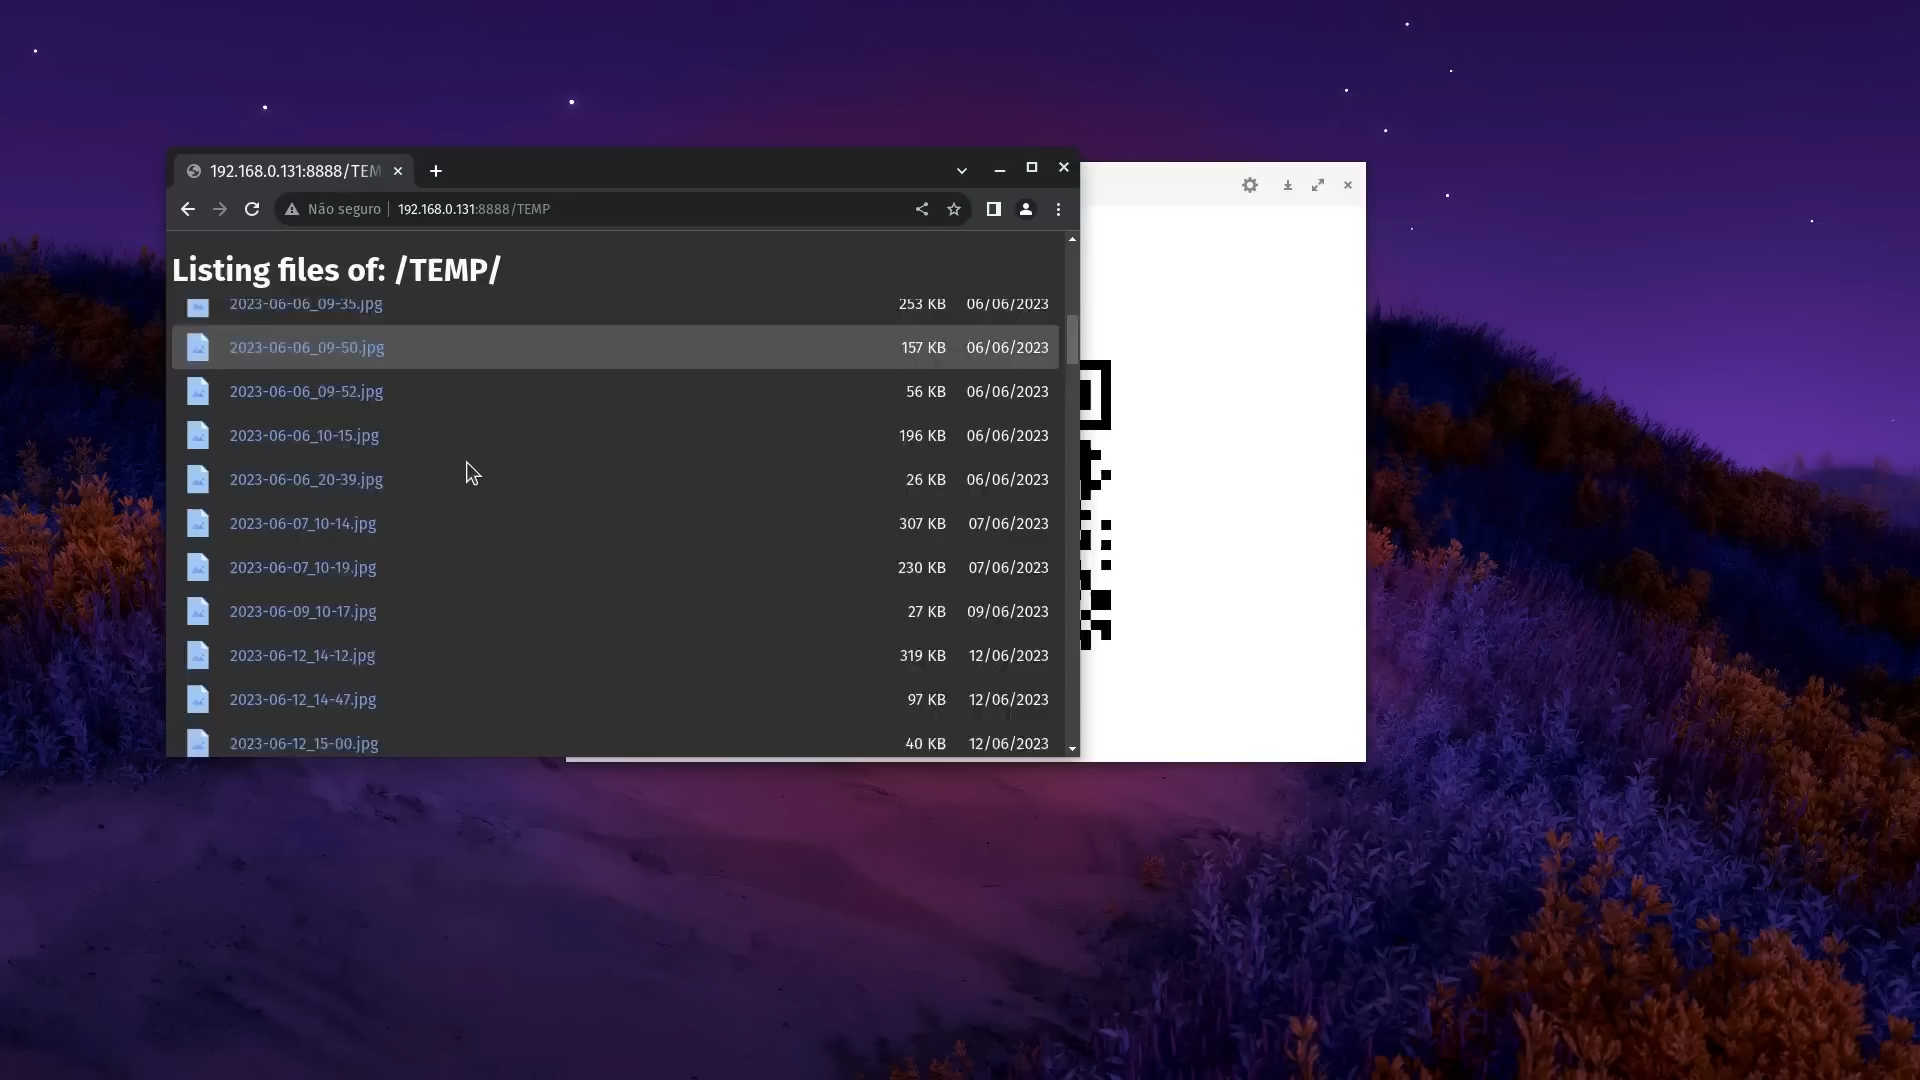 192.168.0.131:8888/TEM
Não seguro
192.168.0.131:8888/TEMP
Listing files of: /TEMP/
2023-06-06_09-35.jpg 253 KB 06/06/2023
2023-06-06_09-50.jpg 157 KB 06/06/2023
2023-06-06_09-52.jpg 56 KB 06/06/2023
2023-06-06_10-15.jpg 196 KB 06/06/2023
2023-06-06_20-39.jpg 26 KB 06/06/2023
2023-06-07_10-14.jpg 307 KB 07/06/2023
2023-06-07_10-19.jpg 230 KB 07/06/2023
2023-06-09_10-17.jpg 27 KB 09/06/2023
2023-06-12_14-12.jpg 319 KB 12/06/2023
2023-06-12_14-47.jpg 97 KB 12/06/2023
2023-06-12_15-00.jpg 40 KB 12/06/2023